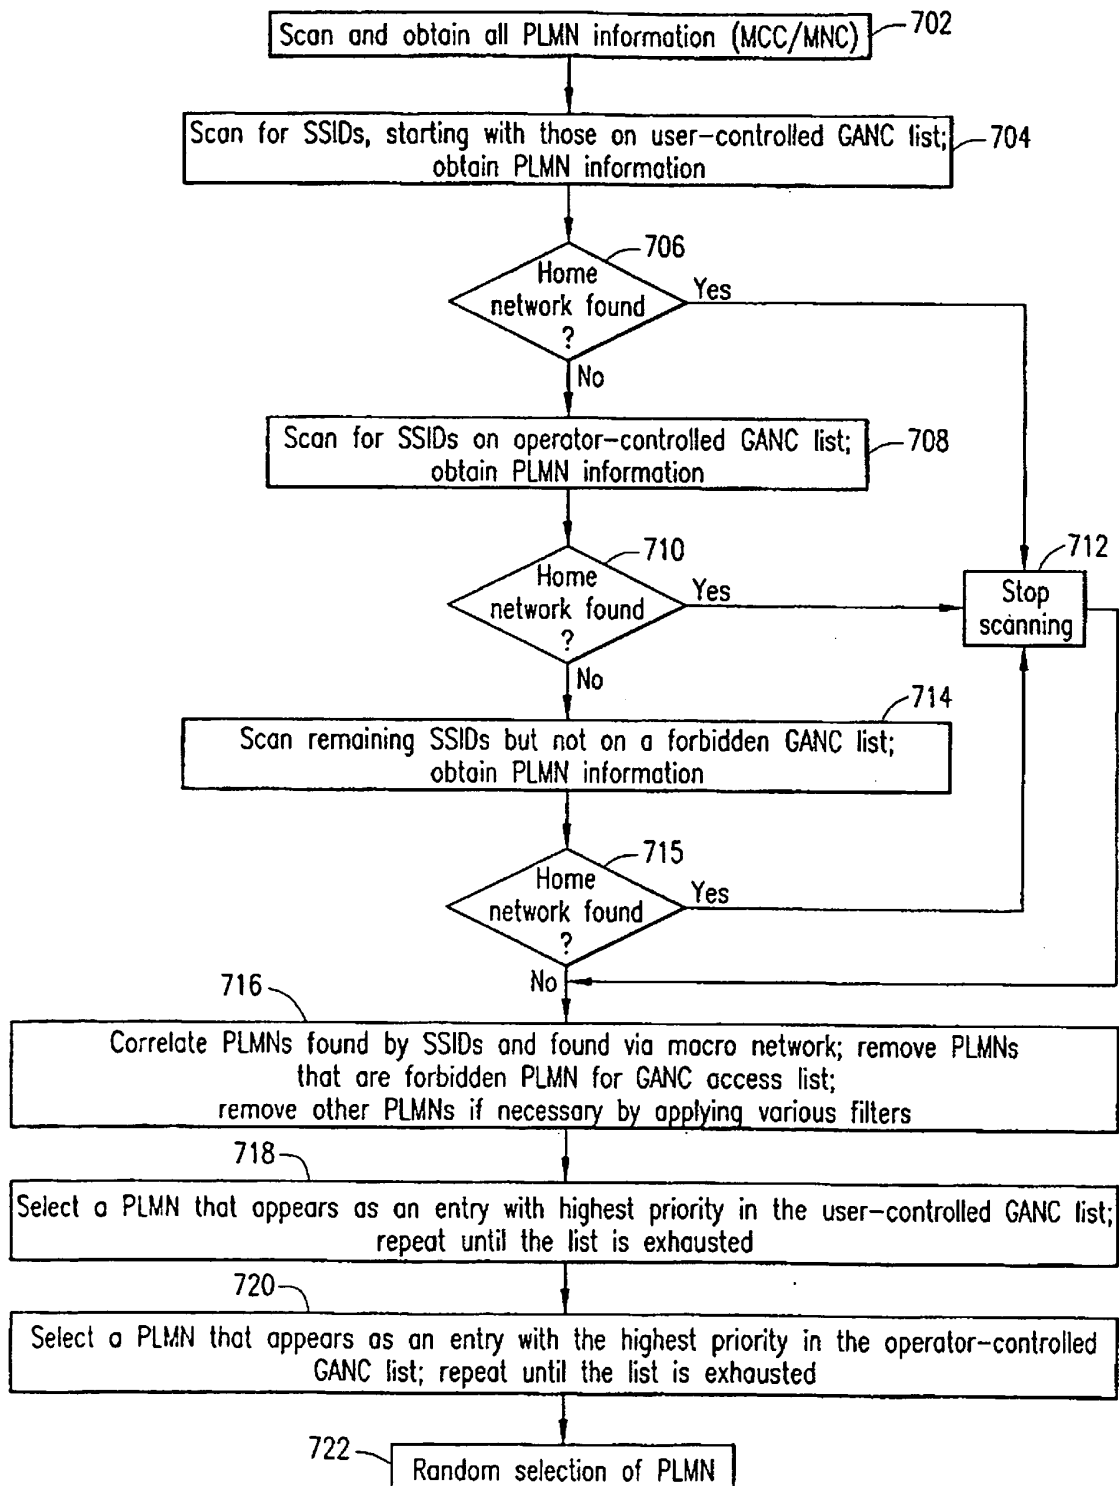 Scan and obtain all PLMN information (MCC/MNC)
702
Scan for SSIDs, starting with those on user-controlled GANC list;
obtain PLMN information
704
706
Home
network found
?
Yes
No
Scan for SSIDs on operator-controlled GANC list;
obtain PLMN information
708
710
Home
network found
?
Yes
712
Stop
scanning
No
714
Scan remaining SSIDs but not on a forbidden GANC list;
obtain PLMN information
715
Home
network found
?
Yes
No
716
Correlate PLMNs found by SSIDs and found via macro network; remove PLMNs
that are forbidden PLMN for GANC access list;
remove other PLMNs if necessary by applying various filters
718
Select a PLMN that appears as an entry with highest priority in the user-controlled GANC list;
repeat until the list is exhausted
720
Select a PLMN that appears as an entry with the highest priority in the operator-controlled
GANC list; repeat until the list is exhausted
722
Random selection of PLMN